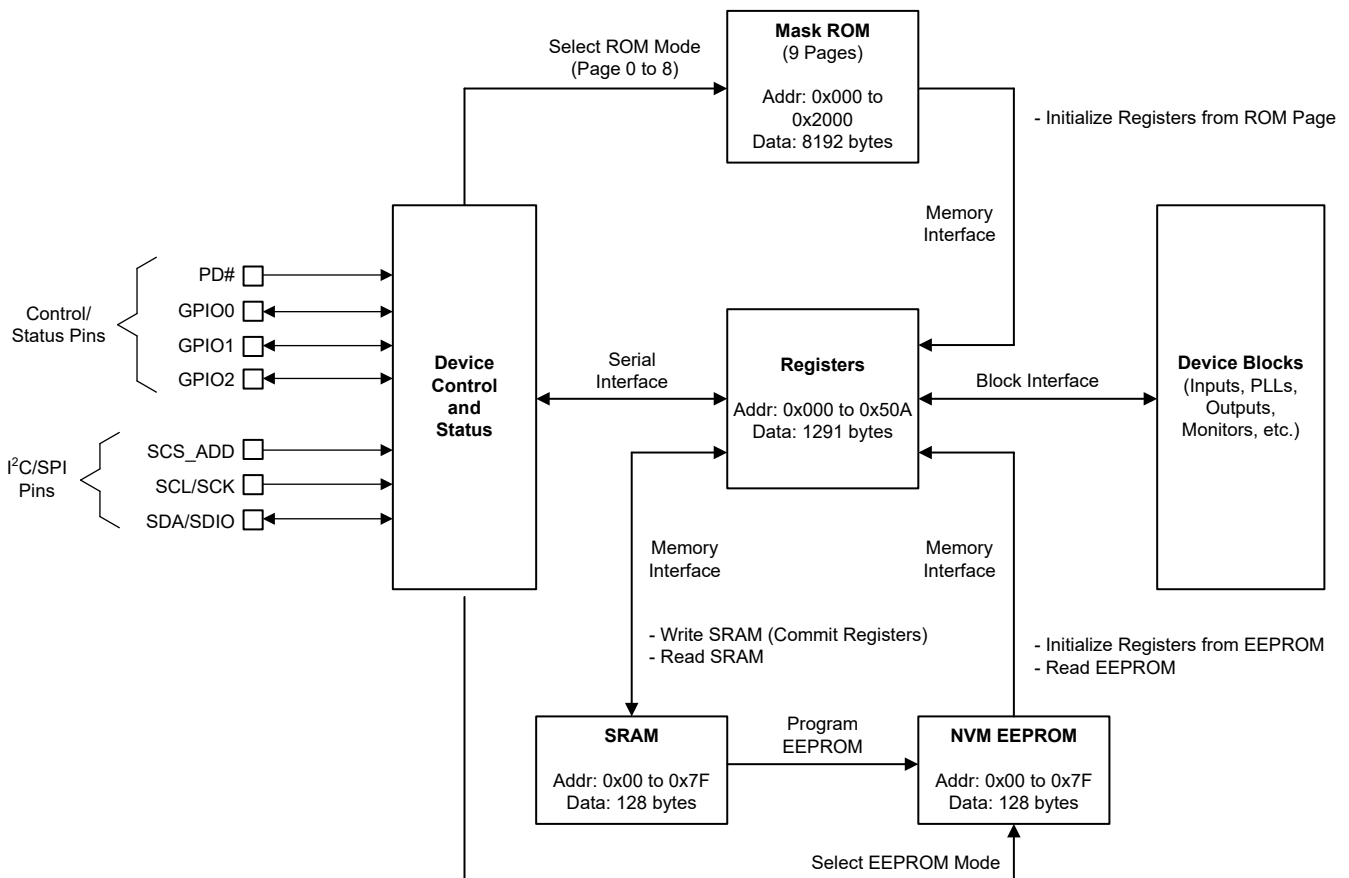 Mask ROM
(9 Pages)
Addr: 0x000 to
0x2000
Data: 8192 bytes
Select ROM Mode
(Page 0 to 8)
- Initialize Registers from ROM Page
Memory
Interface
Control/
Status Pins
PD#
GPIO0
GPIO1
GPIO2
I²C/SPI
Pins
SCS_ADD
SCL/SCK
SDA/SDIO
Device
Control
and
Status
Serial
Interface
Registers
Addr: 0x000 to 0x50A
Data: 1291 bytes
Block Interface
Device Blocks
(Inputs, PLLs,
Outputs,
Monitors, etc.)
Memory
Interface
Memory
Interface
- Write SRAM (Commit Registers)
- Read SRAM
- Initialize Registers from EEPROM
- Read EEPROM
SRAM
Addr: 0x00 to 0x7F
Data: 128 bytes
Program
EEPROM
NVM EEPROM
Addr: 0x00 to 0x7F
Data: 128 bytes
Select EEPROM Mode